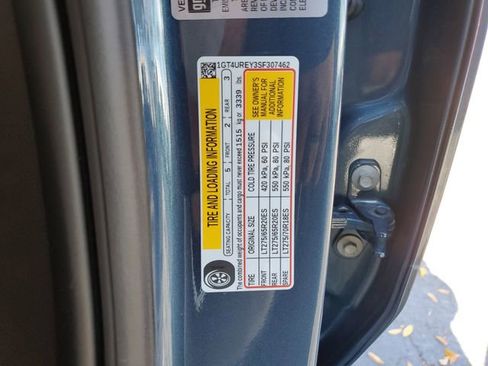 1GT4UREY3SF307462
TIRE AND LOADING INFORMATION
SEATING CAPACITY TOTAL 5 FRONT 2 REAR 3
The combined weight of occupants and cargo must never exceed 1515 kg or 3339 lbs.
TIRE ORIGINAL SIZE COLD TIRE PRESSURE
FRONT LT275/65R20ES 420 kPa, 60 PSI
REAR LT275/65R20ES 550 kPa, 80 PSI
SPARE LT275/70R18ES 550 kPa, 80 PSI
SEE OWNER'S
MANUAL FOR
ADDITIONAL
INFORMATION